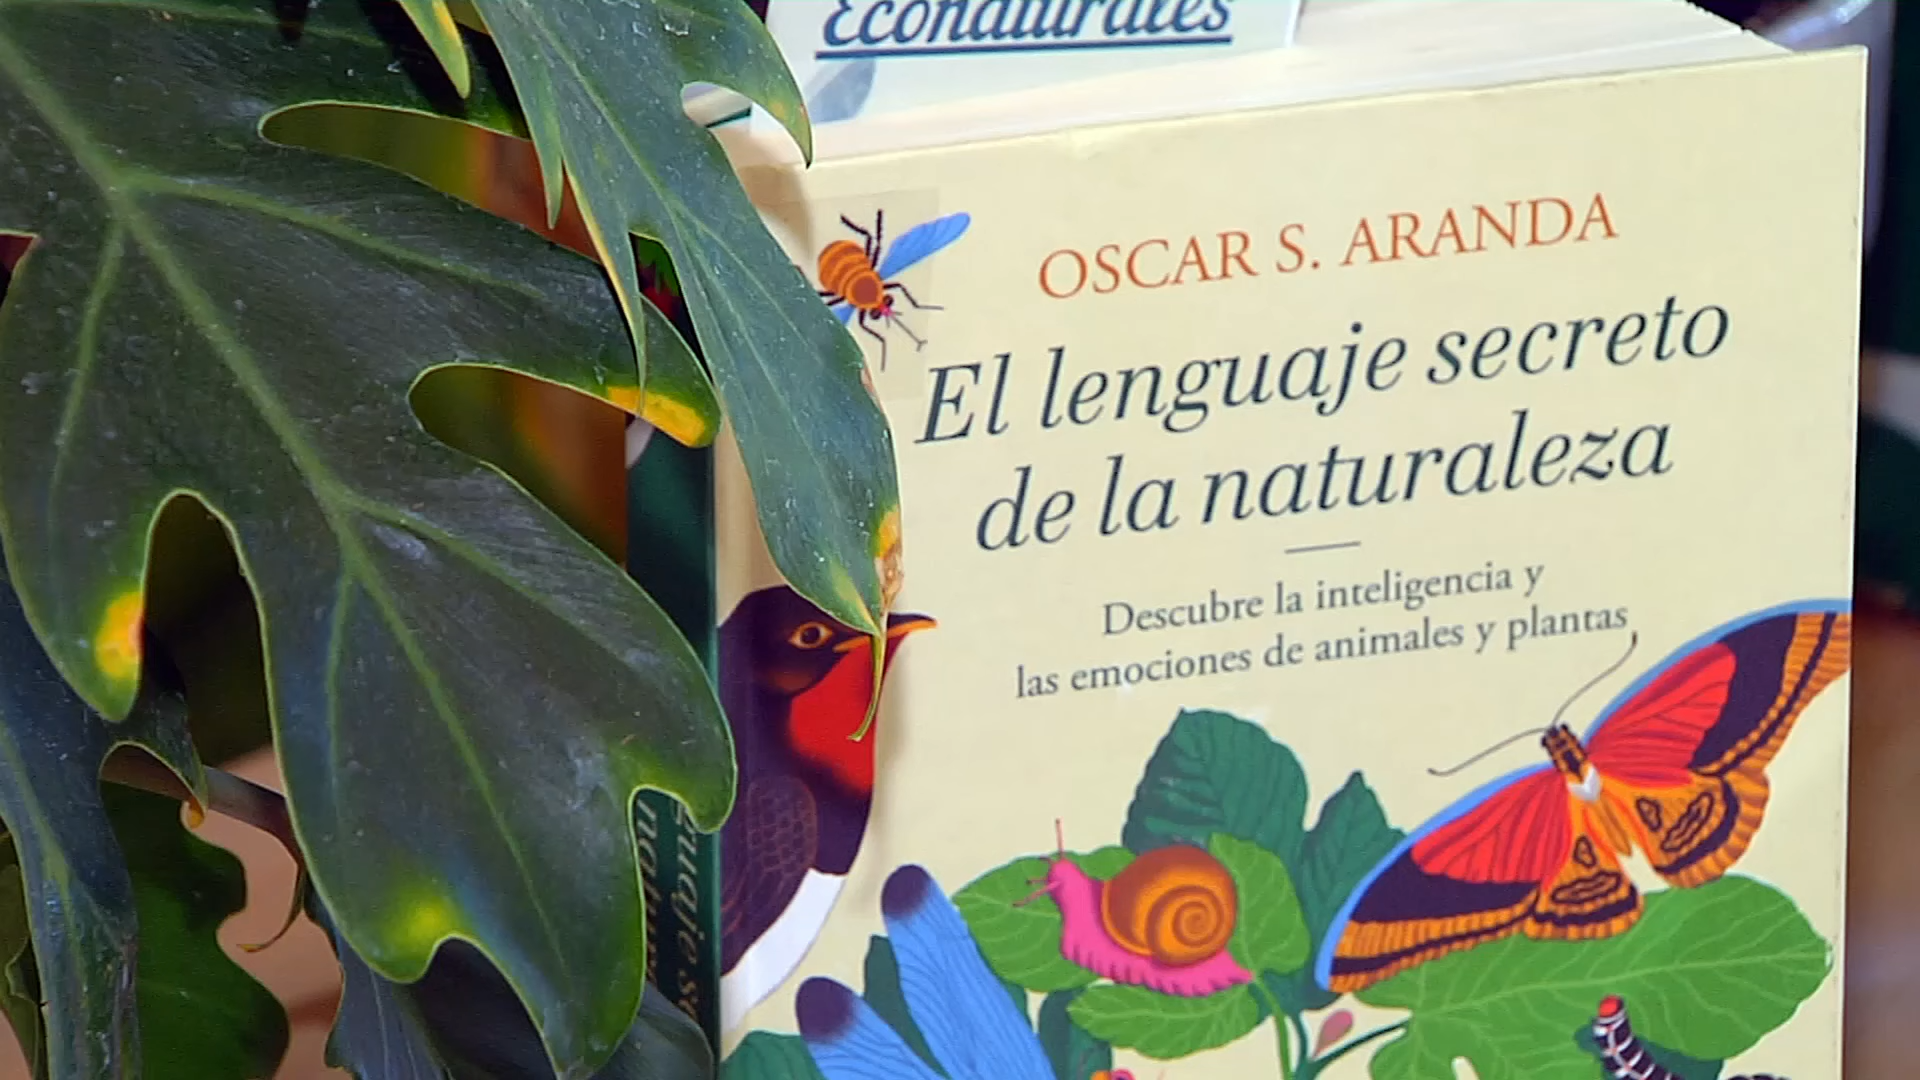 Econaturales
OSCAR S. ARANDA
El lenguaje secreto
de la naturaleza
Descubre la inteligencia y
las emociones de animales y plantas